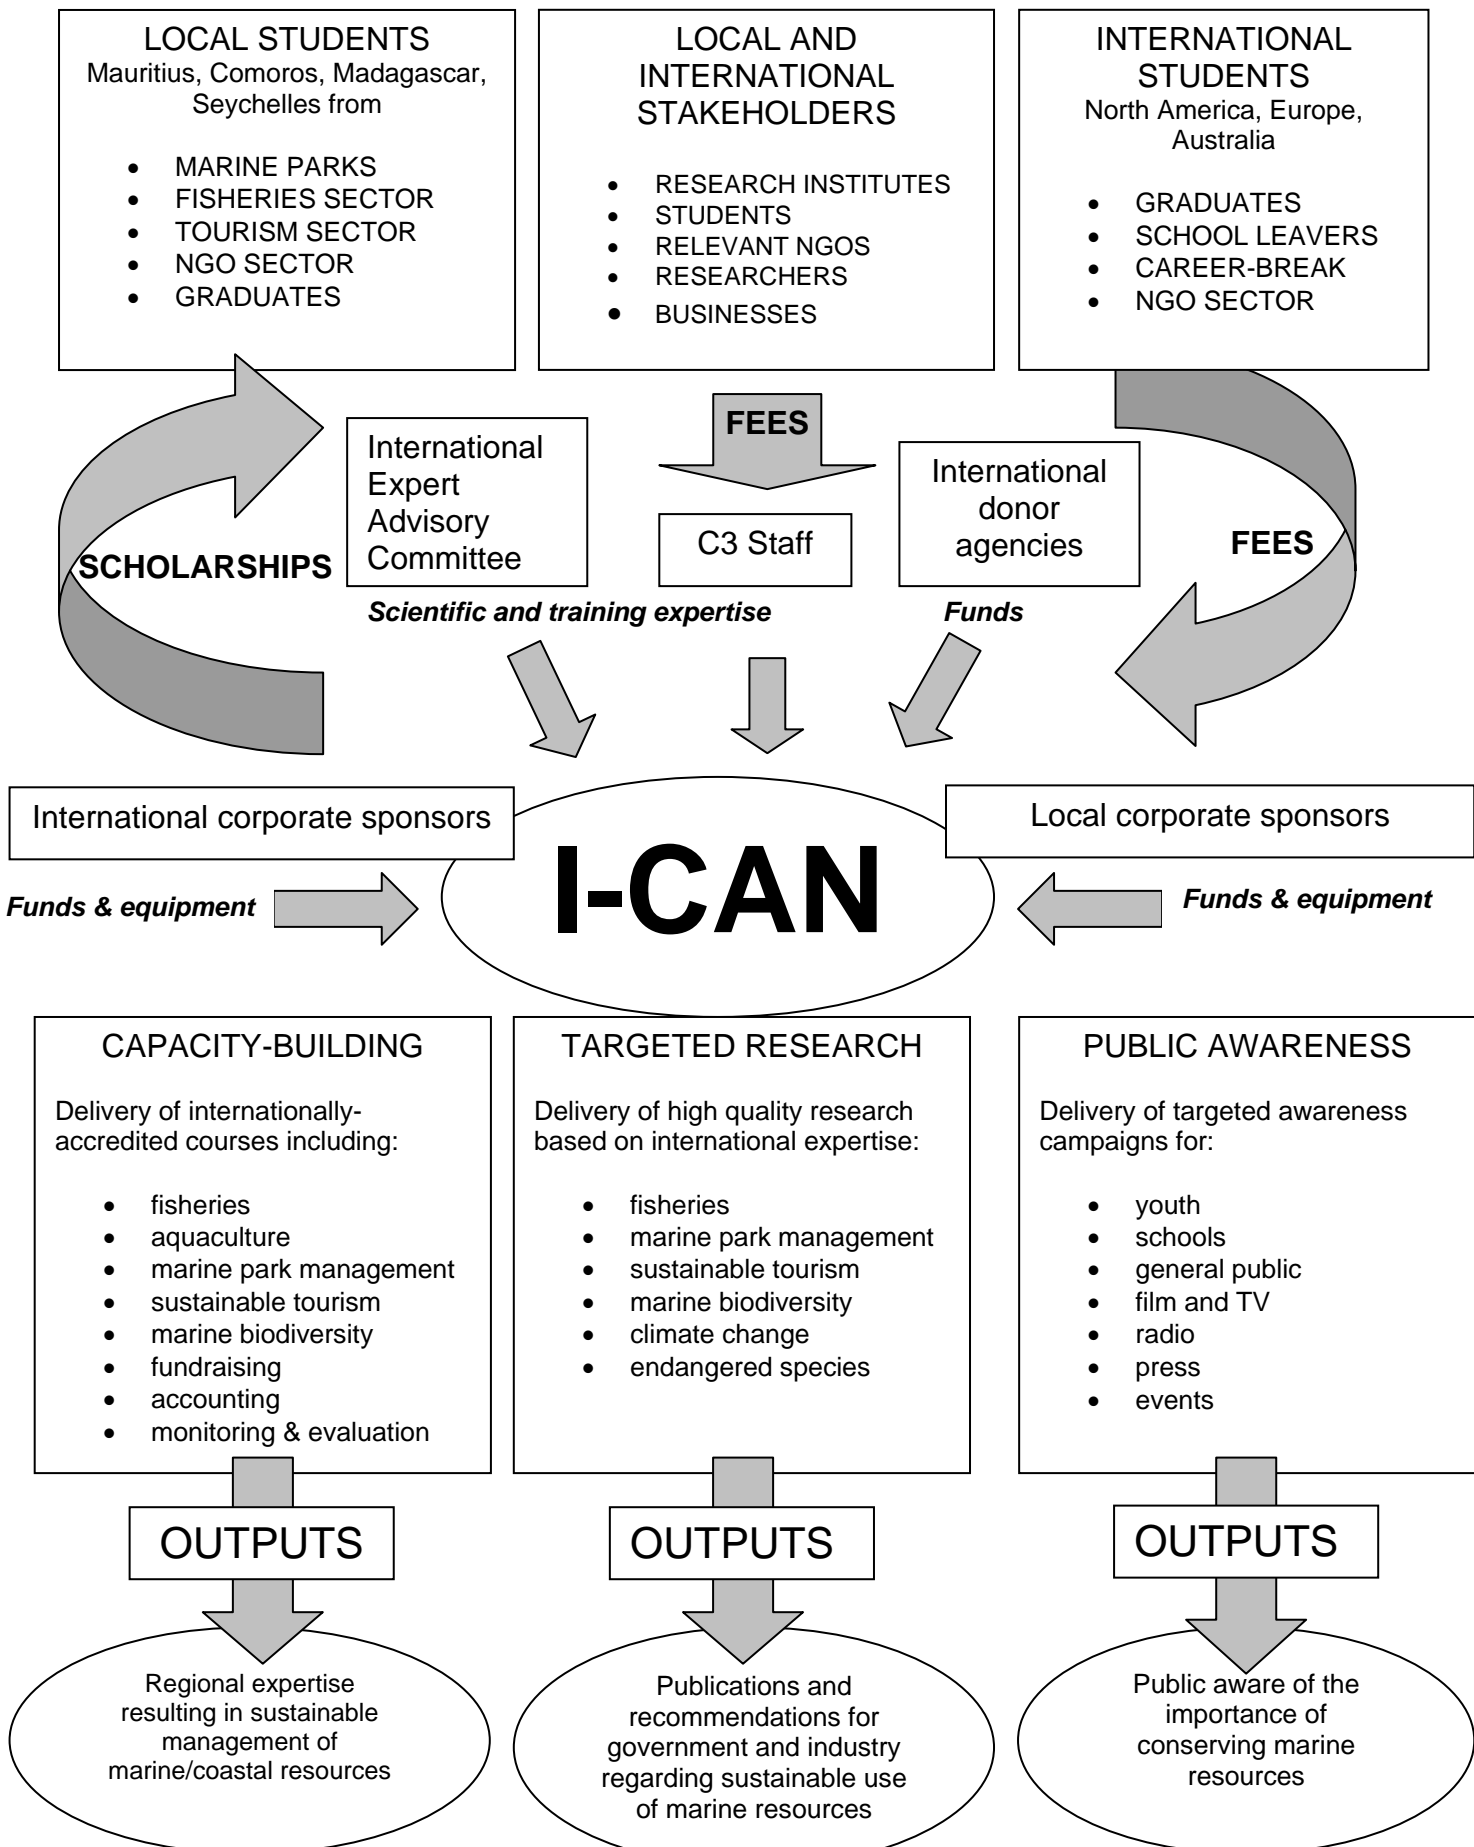 LOCAL STUDENTS
Mauritius, Comoros, Madagascar,
Seychelles from
• MARINE PARKS
• FISHERIES SECTOR
• TOURISM SECTOR
• NGO SECTOR
• GRADUATES
LOCAL AND
INTERNATIONAL
STAKEHOLDERS
• RESEARCH INSTITUTES
• STUDENTS
• RELEVANT NGOS
• RESEARCHERS
• BUSINESSES
INTERNATIONAL
STUDENTS
North America, Europe,
Australia
• GRADUATES
• SCHOOL LEAVERS
• CAREER-BREAK
• NGO SECTOR
SCHOLARSHIPS
International
Expert
Advisory
Committee
FEES
C3 Staff
International
donor
agencies
FEES
Scientific and training expertise
Funds
International corporate sponsors
Local corporate sponsors
I-CAN
Funds & equipment
Funds & equipment
CAPACITY-BUILDING
Delivery of internationally-
accredited courses including:
• fisheries
• aquaculture
• marine park management
• sustainable tourism
• marine biodiversity
• fundraising
• accounting
• monitoring & evaluation
TARGETED RESEARCH
Delivery of high quality research
based on international expertise:
• fisheries
• marine park management
• sustainable tourism
• marine biodiversity
• climate change
• endangered species
PUBLIC AWARENESS
Delivery of targeted awareness
campaigns for:
• youth
• schools
• general public
• film and TV
• radio
• press
• events
OUTPUTS
OUTPUTS
OUTPUTS
Regional expertise
resulting in sustainable
management of
marine/coastal resources
Publications and
recommendations for
government and industry
regarding sustainable use
of marine resources
Public aware of the
importance of
conserving marine
resources